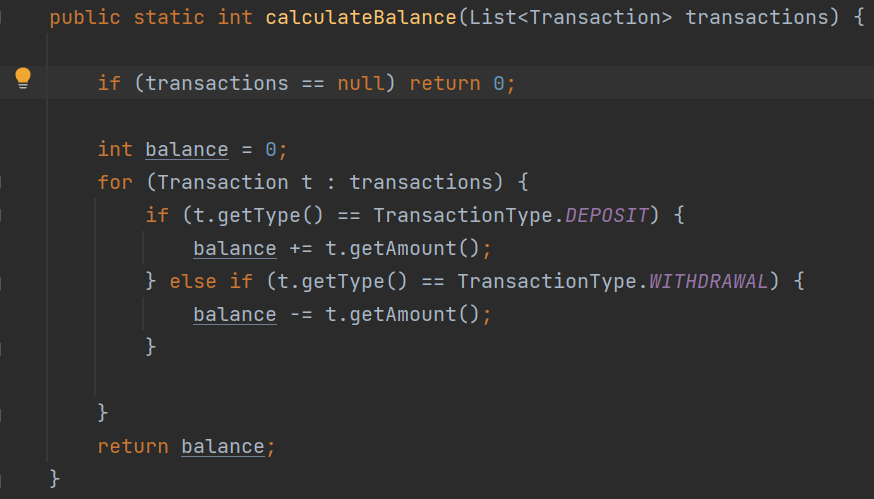 public static int calculateBalance(List<Transaction> transactions) {
if (transactions == null) return 0;
int balance = 0;
for (Transaction t : transactions) {
if (t.getType() == TransactionType.DEPOSIT) {
balance += t.getAmount();
} else if (t.getType() == TransactionType.WITHDRAWAL) {
balance -= t.getAmount();
}
}
return balance;
}